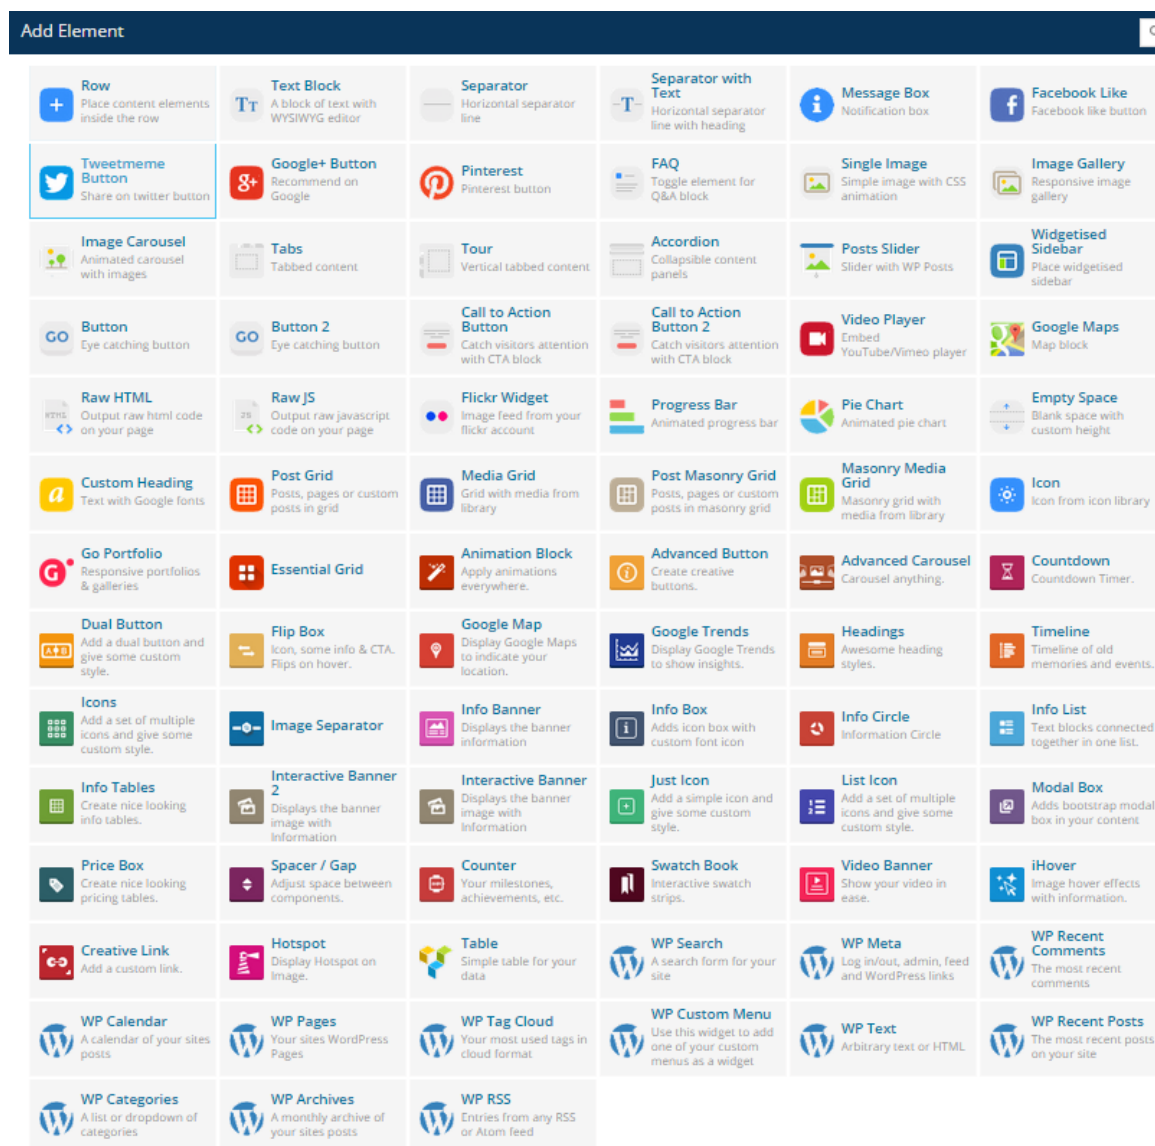 Add Element
Row
Place content elements
inside the row
Text Block
A block of text with
WYSIWYG editor
Separator
Horizontal separator
line
Separator with
Text
Horizontal separator
line with heading
Message Box
Notification box
Facebook Like
Facebook like button
Tweetmeme
Button
Share on twitter button
Google+ Button
Recommend on
Google
Pinterest
Pinterest button
FAQ
Toggle element for
Q&A block
Single Image
Simple image with CSS
animation
Image Gallery
Responsive image
gallery
Image Carousel
Animated carousel
with images
Tabs
Tabbed content
Tour
Vertical tabbed content
Accordion
Collapsible content
panels
Posts Slider
Slider with WP Posts
Widgetised
Sidebar
Place widgetised
sidebar
GO
Button
Eye catching button
GO
Button 2
Eye catching button
Call to Action
Button
Catch visitors attention
with CTA block
Call to Action
Button 2
Catch visitors attention
with CTA block
Video Player
Embed
YouTube/Vimeo player
Google Maps
Map block
HTML
Raw HTML
Output raw html code
on your page
JS
Raw JS
Output raw javascript
code on your page
Flickr Widget
Image feed from your
flickr account
Progress Bar
Animated progress bar
Pie Chart
Animated pie chart
Empty Space
Blank space with
custom height
Custom Heading
Text with Google fonts
Post Grid
Posts, pages or custom
posts in grid
Media Grid
Grid with media from
library
Post Masonry Grid
Posts, pages or custom
posts in masonry grid
Masonry Media
Grid
Masonry grid with
media from library
Icon
Icon from icon library
Go Portfolio
Responsive portfolios
& galleries
Essential Grid
Animation Block
Apply animations
everywhere.
Advanced Button
Create creative
buttons.
Advanced Carousel
Carousel anything.
Countdown
Countdown Timer.
Dual Button
Add a dual button and
give some custom
style.
Flip Box
Icon, some info & CTA.
Flips on hover.
Google Map
Display Google Maps
to indicate your
location.
Google Trends
Display Google Trends
to show insights.
Headings
Awesome heading
styles.
Timeline
Timeline of old
memories and events.
Icons
Add a set of multiple
icons and give some
custom style.
Image Separator
Info Banner
Displays the banner
information
Info Box
Adds icon box with
custom font icon
Info Circle
Information Circle
Info List
Text blocks connected
together in one list.
Info Tables
Create nice looking
info tables.
Interactive Banner
2
Displays the banner
image with
Information
Interactive Banner
Displays the banner
image with
Information
Just Icon
Add a simple icon and
give some custom
style.
List Icon
Add a set of multiple
icons and give some
custom style.
Modal Box
Adds bootstrap modal
box in your content
Price Box
Create nice looking
pricing tables.
Spacer / Gap
Adjust space between
components.
Counter
Your milestones,
achievements, etc.
Swatch Book
Interactive swatch
strips.
Video Banner
Show your video in
ease.
iHover
Image hover effects
with information.
Creative Link
Add a custom link.
Hotspot
Display Hotspot on
Image.
Table
Simple table for your
data
WP Search
A search form for your
site
WP Meta
Log in/out, admin, feed
and WordPress links
WP Recent
Comments
The most recent
comments
WP Calendar
A calendar of your sites
posts
WP Pages
Your sites WordPress
Pages
WP Tag Cloud
Your most used tags in
cloud format
WP Custom Menu
Use this widget to add
one of your custom
menus as a widget
WP Text
Arbitrary text or HTML
WP Recent Posts
The most recent posts
on your site
WP Categories
A list or dropdown of
categories
WP Archives
A monthly archive of
your sites posts
WP RSS
Entries from any RSS
or Atom feed